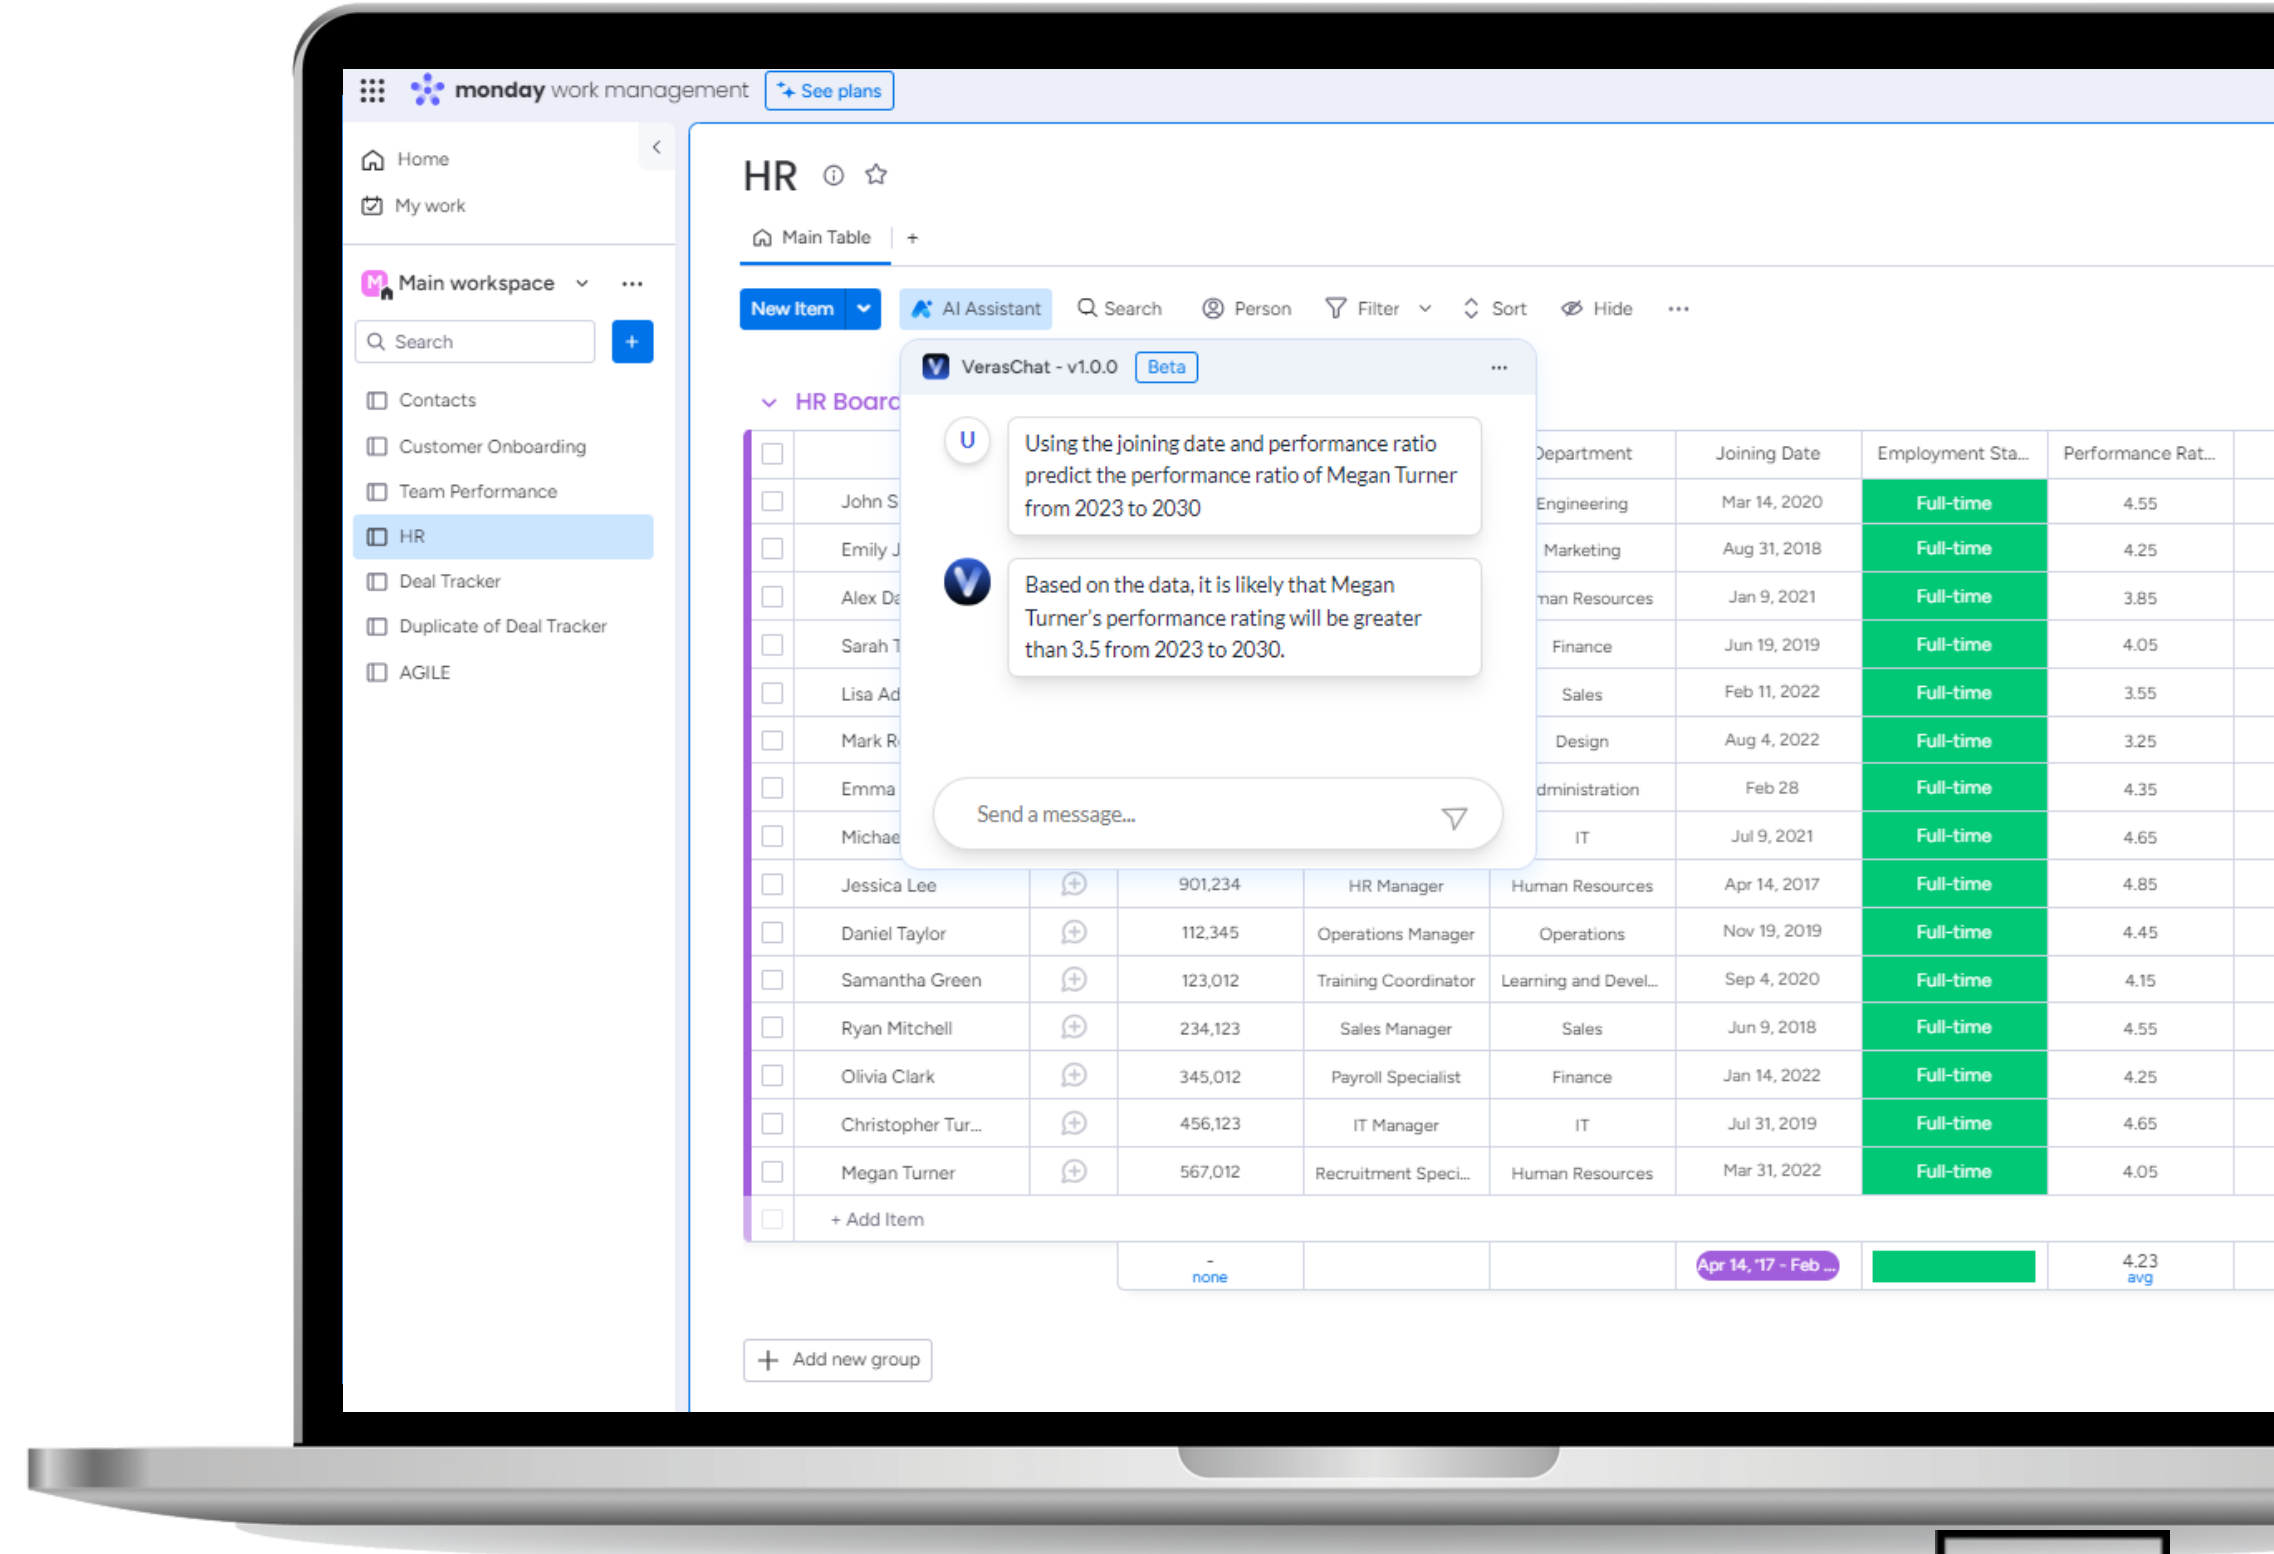 monday work management
See plans
Home
My work
Main workspace
Search
Contacts
Customer Onboarding
Team Performance
HR
Deal Tracker
Duplicate of Deal Tracker
AGILE
HR
Main Table +
New Item AI Assistant Search Person Filter Sort Hide ...
VerasChat - v1.0.0 Beta ...
U
Using the joining date and performance ratio
predict the performance ratio of Megan Turner
from 2023 to 2030
V
Based on the data, it is likely that Megan
Turner's performance rating will be greater
than 3.5 from 2023 to 2030.
Send a message...
HR Board
Department Joining Date Employment Sta... Performance Rat...
John S Engineering Mar 14, 2020 Full-time 4.55
Emily J Marketing Aug 31, 2018 Full-time 4.25
Alex Da man Resources Jan 9, 2021 Full-time 3.85
Sarah T Finance Jun 19, 2019 Full-time 4.05
Lisa Ad Sales Feb 11, 2022 Full-time 3.55
Mark R Design Aug 4, 2022 Full-time 3.25
Emma dministration Feb 28 Full-time 4.35
Michae IT Jul 9, 2021 Full-time 4.65
Jessica Lee 901,234 HR Manager Human Resources Apr 14, 2017 Full-time 4.85
Daniel Taylor 112,345 Operations Manager Operations Nov 19, 2019 Full-time 4.45
Samantha Green 123,012 Training Coordinator Learning and Devel... Sep 4, 2020 Full-time 4.15
Ryan Mitchell 234,123 Sales Manager Sales Jun 9, 2018 Full-time 4.55
Olivia Clark 345,012 Payroll Specialist Finance Jan 14, 2022 Full-time 4.25
Christopher Tur... 456,123 IT Manager IT Jul 31, 2019 Full-time 4.65
Megan Turner 567,012 Recruitment Speci... Human Resources Mar 31, 2022 Full-time 4.05
+ Add Item
- Apr 14, '17 - Feb ... 4.23
none avg
+ Add new group